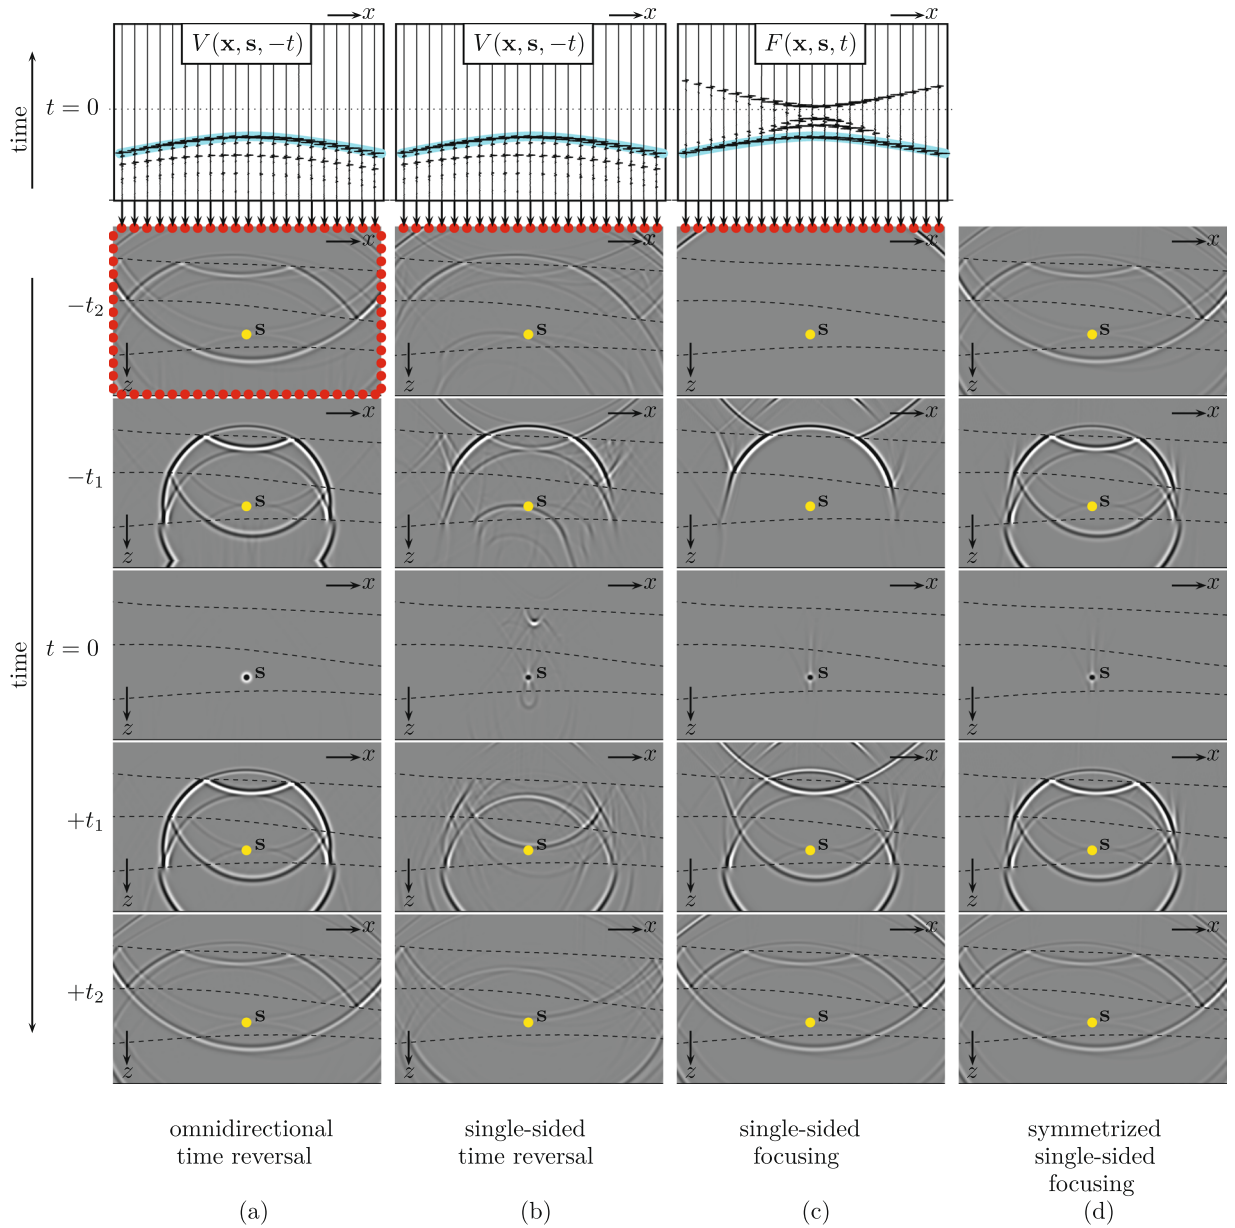 x x x
V(x, s, −t) V(x, s, −t) F(x, s, t)
time t = 0
−t₂ x x x x
s s s s
z z z z
−t₁ x x x x
s s s s
z z z z
time t = 0 x x x x
s s s s
z z z z
+t₁ x x x x
s s s s
z z z z
+t₂ x x x x
s s s s
z z z z
omnidirectional
time reversal
single-sided
time reversal
single-sided
focusing
symmetrized
single-sided
focusing
(a) (b) (c) (d)